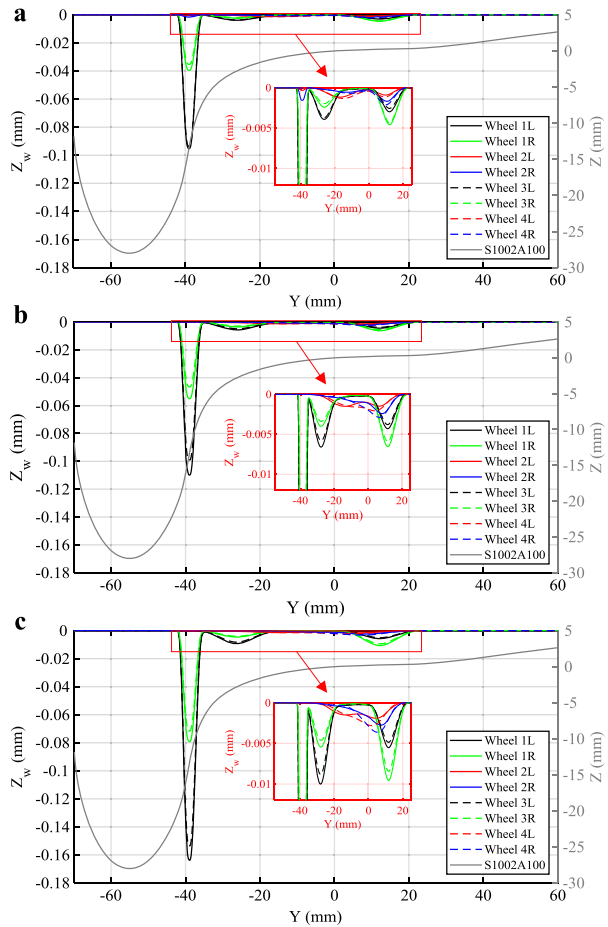 a
0
-0.02
-0.04
-0.06
-0.08
-0.1
-0.12
-0.14
-0.16
-0.18
Z_w (mm)
-60
-40
-20
0
20
40
60
Y (mm)
5
0
-5
-10
-15
-20
-25
-30
Z (mm)
0
-0.005
-0.01
Z_w (mm)
-40
-20
0
20
Y (mm)
Wheel 1L
Wheel 1R
Wheel 2L
Wheel 2R
Wheel 3L
Wheel 3R
Wheel 4L
Wheel 4R
S1002A100
b
0
-0.02
-0.04
-0.06
-0.08
-0.1
-0.12
-0.14
-0.16
-0.18
Z_w (mm)
-60
-40
-20
0
20
40
60
Y (mm)
5
0
-5
-10
-15
-20
-25
-30
Z (mm)
0
-0.005
-0.01
Z_w (mm)
-40
-20
0
20
Y (mm)
Wheel 1L
Wheel 1R
Wheel 2L
Wheel 2R
Wheel 3L
Wheel 3R
Wheel 4L
Wheel 4R
S1002A100
c
0
-0.02
-0.04
-0.06
-0.08
-0.1
-0.12
-0.14
-0.16
-0.18
Z_w (mm)
-60
-40
-20
0
20
40
60
Y (mm)
5
0
-5
-10
-15
-20
-25
-30
Z (mm)
0
-0.005
-0.01
Z_w (mm)
-40
-20
0
20
Y (mm)
Wheel 1L
Wheel 1R
Wheel 2L
Wheel 2R
Wheel 3L
Wheel 3R
Wheel 4L
Wheel 4R
S1002A100